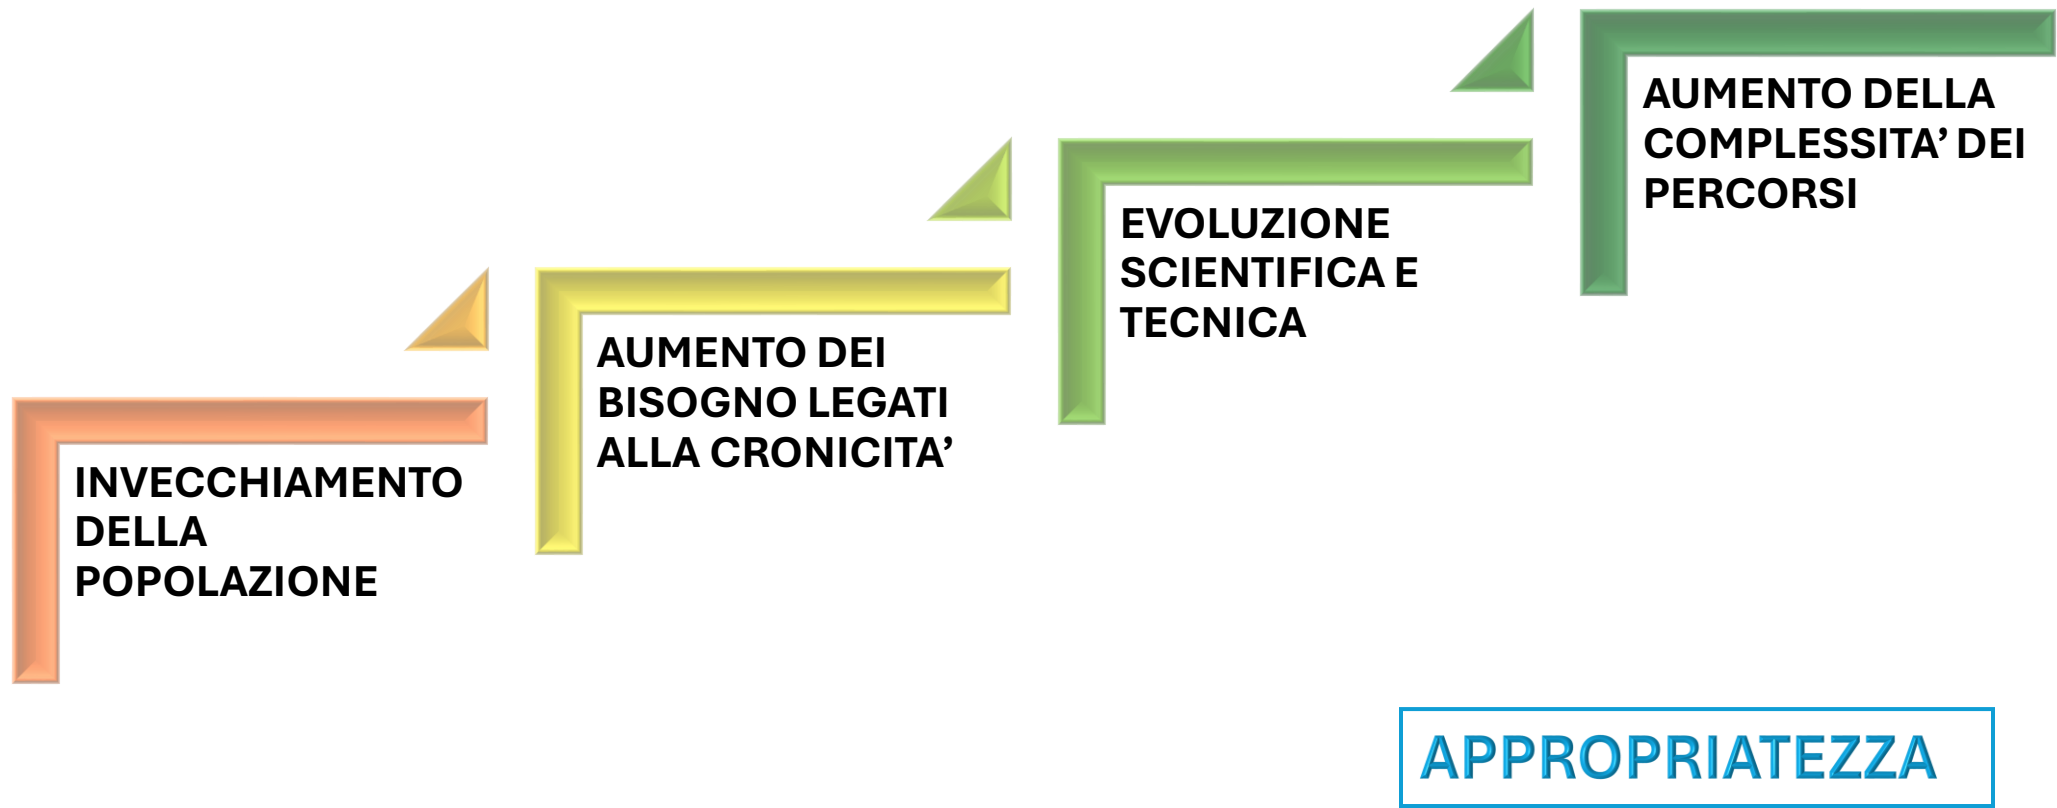 INVECCHIAMENTO
DELLA
POPOLAZIONE
AUMENTO DEI
BISOGNO LEGATI
ALLA CRONICITA’
EVOLUZIONE
SCIENTIFICA E
TECNICA
AUMENTO DELLA
COMPLESSITA’ DEI
PERCORSI
APPROPRIATEZZA